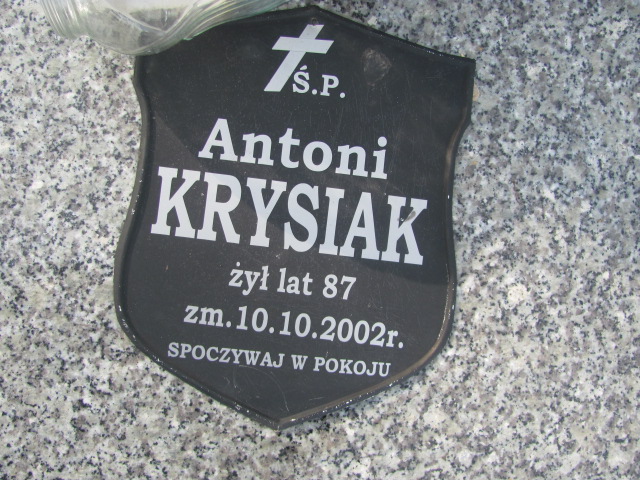 Ś.P.
Antoni
KRYSIAK
żył lat 87
zm.10.10.2002r.
SPOCZYWAJ W POKOJU